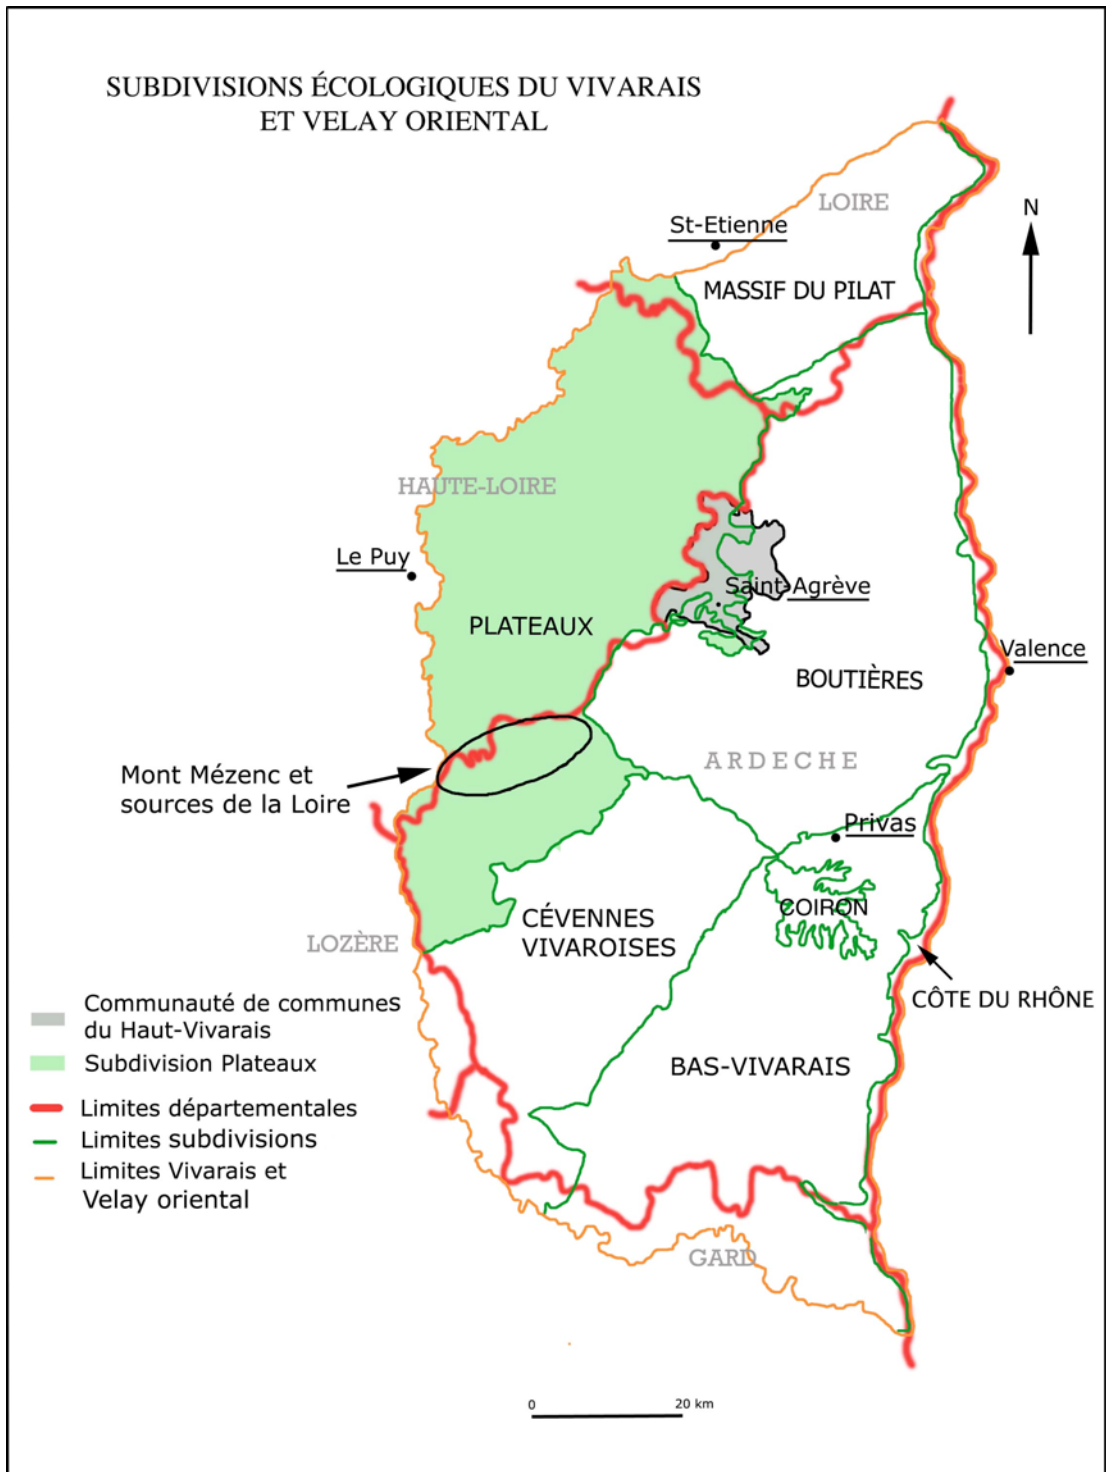 SUBDIVISIONS ÉCOLOGIQUES DU VIVARAIS
ET VELAY ORIENTAL
LOIRE
N
St-Etienne
MASSIF DU PILAT
HAUTE-LOIRE
Le Puy
Saint-Agrève
PLATEAUX
Valence
BOUTIÈRES
ARDECHE
Mont Mézenc et
sources de la Loire
Privas
COIRON
CÉVENNES
VIVAROISES
LOZÈRE
CÔTE DU RHÔNE
Communauté de communes
du Haut-Vivarais
Subdivision Plateaux
BAS-VIVARAIS
Limites départementales
Limites subdivisions
Limites Vivarais et
Velay oriental
GARD
0 20 km